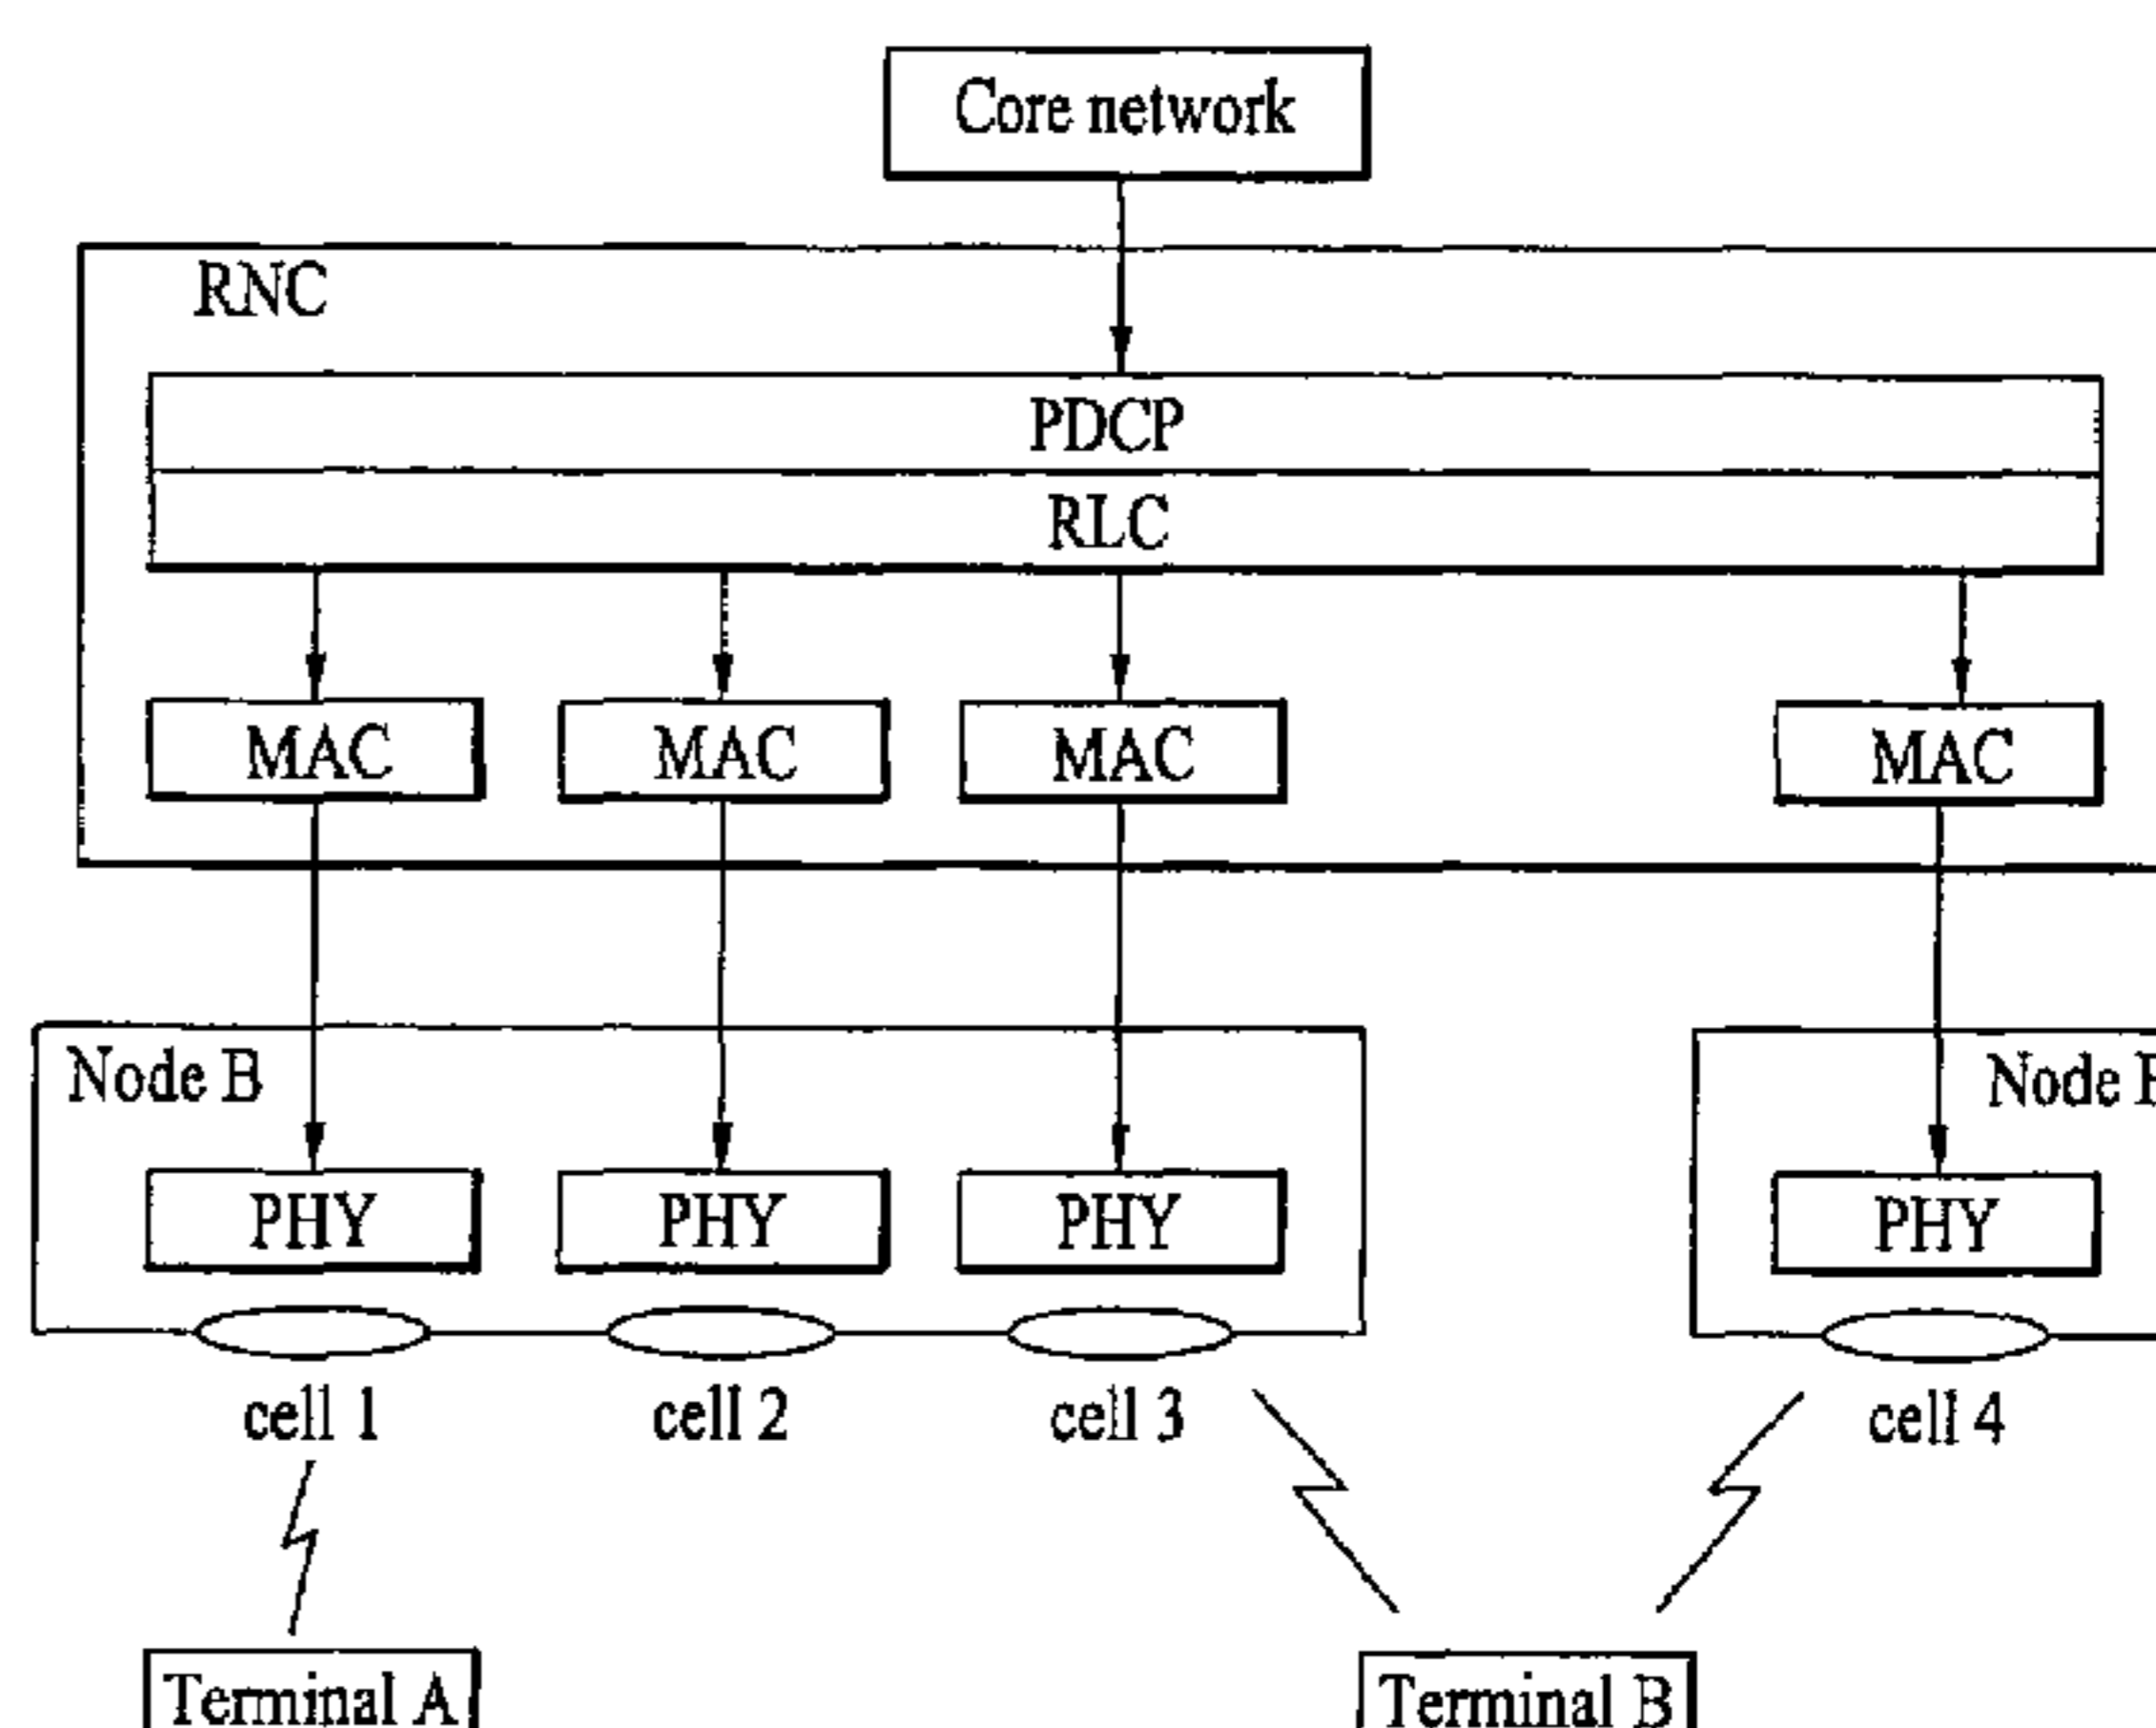 Core network
RNC
PDCP
RLC
MAC MAC MAC MAC
Node B Node
PHY PHY PHY PHY
cell 1 cell 2 cell 3 cell 4
Terminal A Terminal B